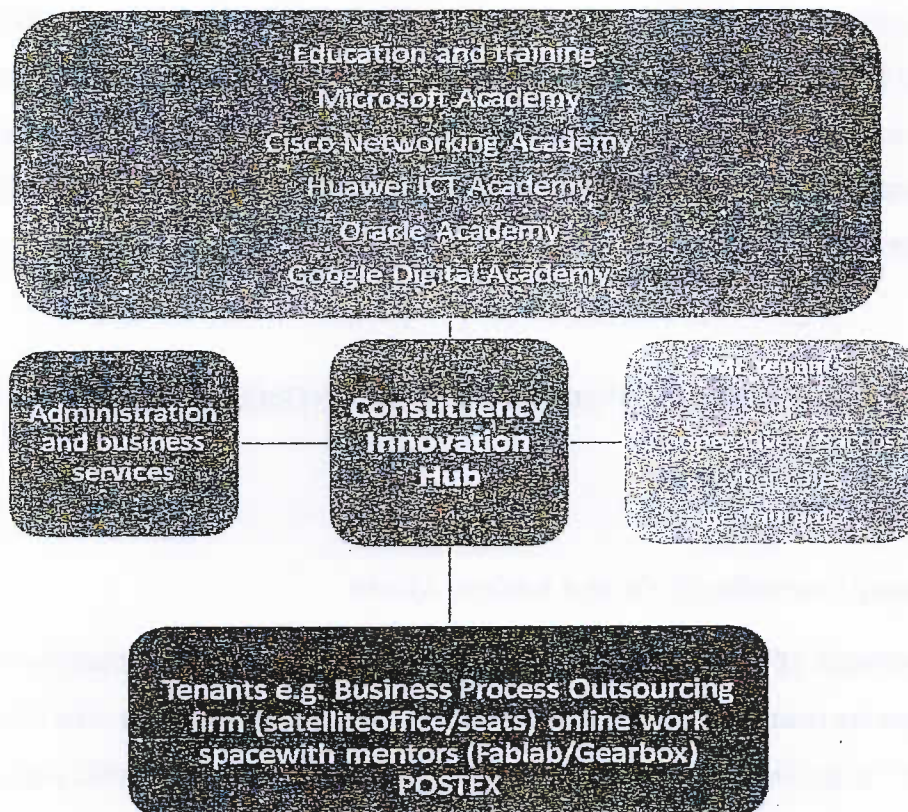 Education and training
Microsoft Academy
Cisco Networking Academy
Huawei ICT Academy
Oracle Academy
Google Digital Academy
Administration
and business
services
Constituency
Innovation
Hub
SME tenants
Cooperatives / Saccos
Cyber cafe
Restaurants
Tenants e.g. Business Process Outsourcing
firm (satelliteoffice/seats) online work
spacewith mentors (Fablab/Gearbox)
POSTEX